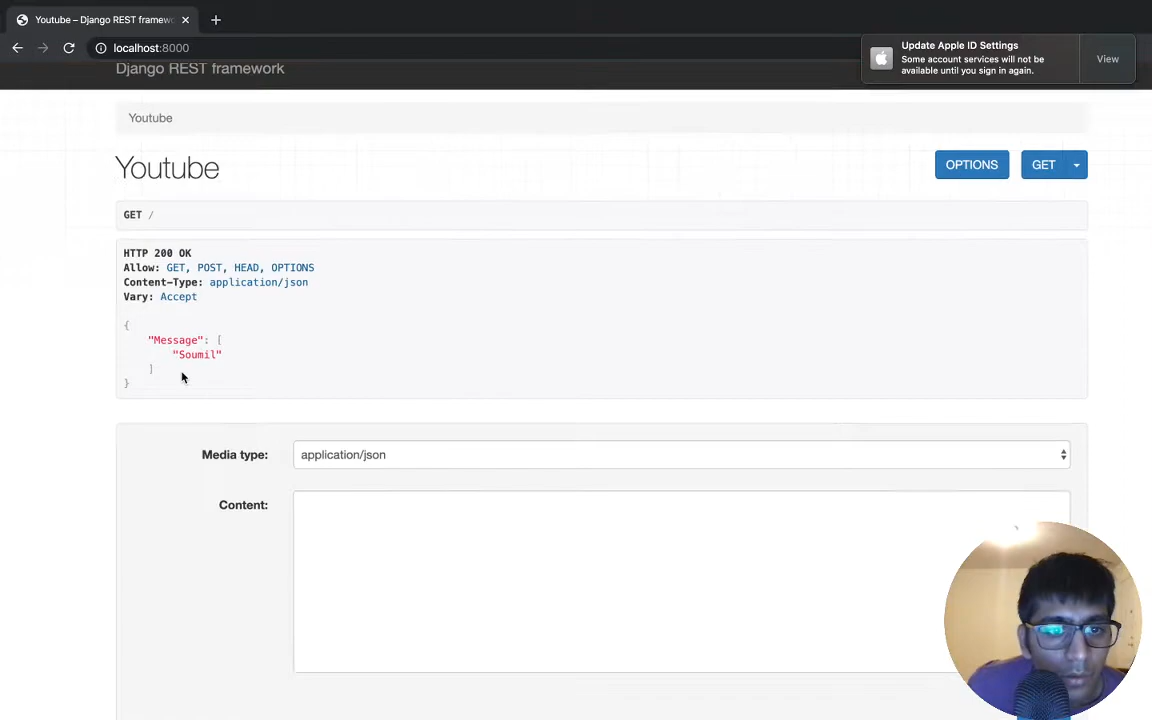 Youtube – Django REST framewo
localhost:8000
Update Apple ID Settings
Some account services will not be
available until you sign in again.
View
Django REST framework
Youtube
Youtube
OPTIONS
GET
GET /
HTTP 200 OK
Allow: GET, POST, HEAD, OPTIONS
Content-Type: application/json
Vary: Accept
{
"Message": [
"Soumil"
]
}
Media type:
application/json
Content: